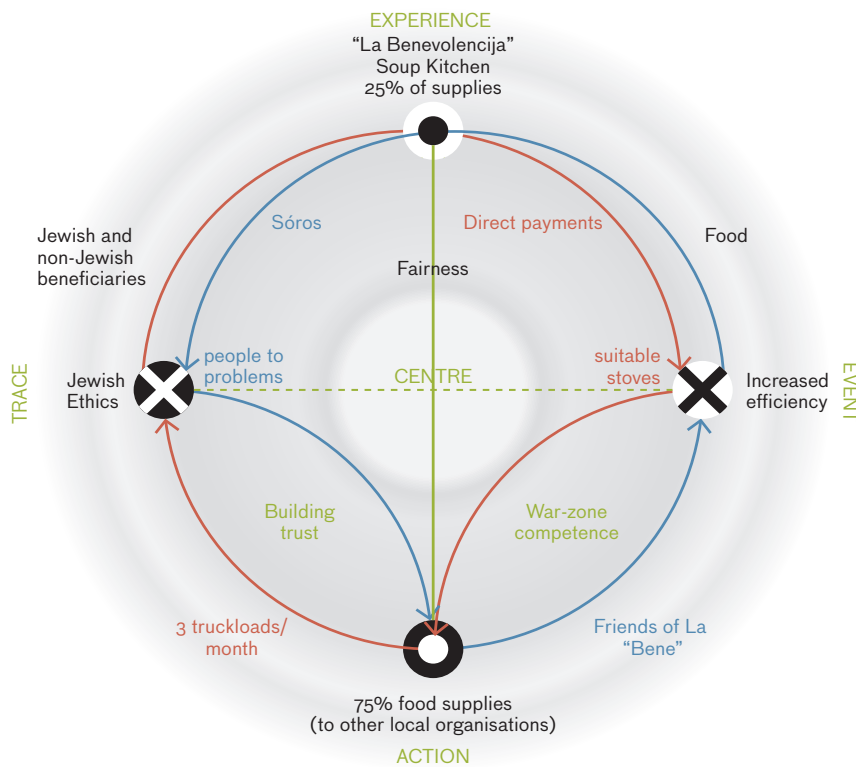 EXPERIENCE
“La Benevolencija”
Soup Kitchen
25% of supplies
Sóros
Direct payments
Jewish and
non-Jewish
beneficiaries
Food
Fairness
people to
problems
suitable
stoves
TRACE
Jewish
Ethics
CENTRE
Increased
efficiency
EVENT
Building
trust
War-zone
competence
3 truckloads/
month
Friends of La
“Bene”
75% food supplies
(to other local organisations)
ACTION